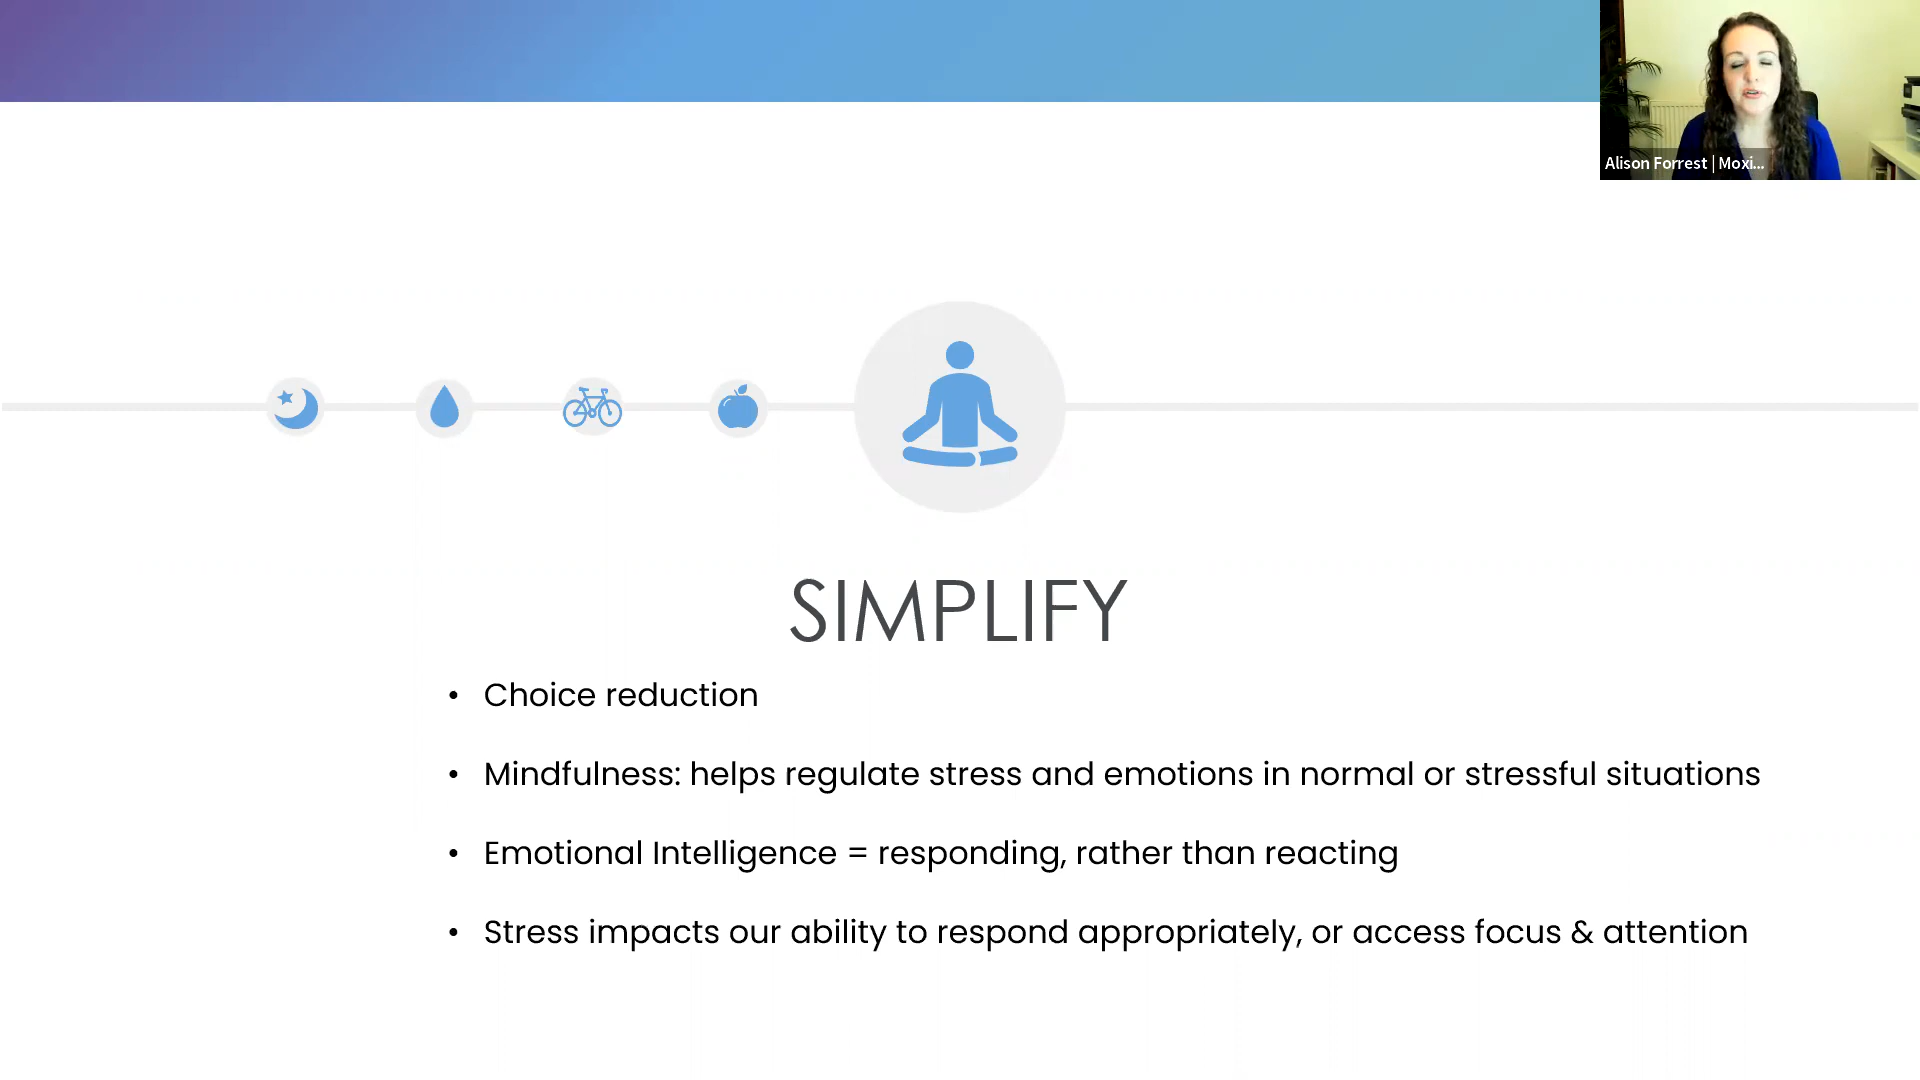 Alison Forrest | Moxi...
SIMPLIFY
• Choice reduction
• Mindfulness: helps regulate stress and emotions in normal or stressful situations
• Emotional Intelligence = responding, rather than reacting
• Stress impacts our ability to respond appropriately, or access focus & attention